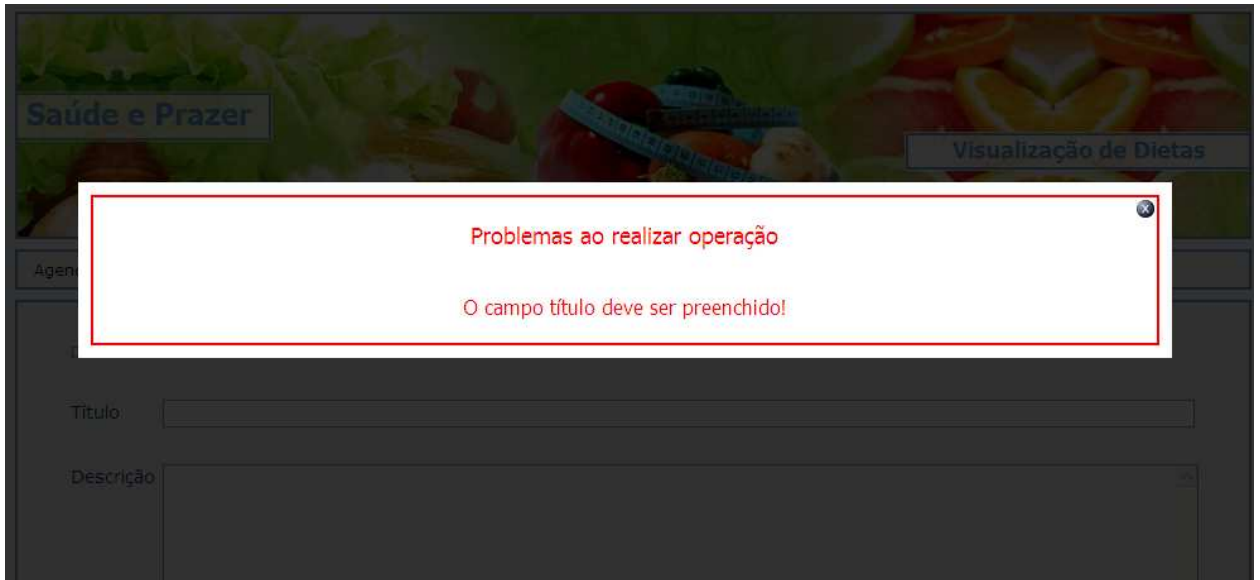 Saúde e Prazer
Visualização de Dietas
Problemas ao realizar operação
O campo título deve ser preenchido!
Título
Descrição